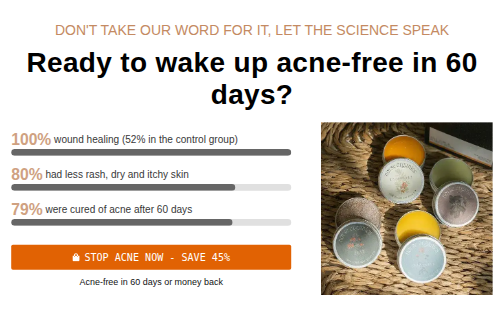 DON'T TAKE OUR WORD FOR IT, LET THE SCIENCE SPEAK
Ready to wake up acne-free in 60
days?
100% wound healing (52% in the control group)
80% had less rash, dry and itchy skin
79% were cured of acne after 60 days
STOP ACNE NOW - SAVE 45%
Acne-free in 60 days or money back